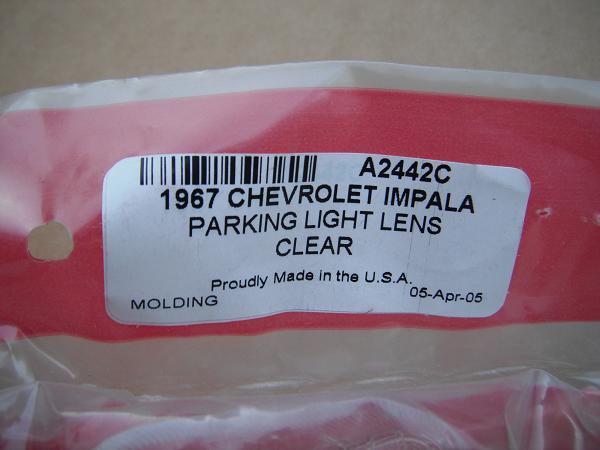 A2442C
1967 CHEVROLET IMPALA
PARKING LIGHT LENS
CLEAR
Proudly Made in the U.S.A.
MOLDING 05-Apr-05